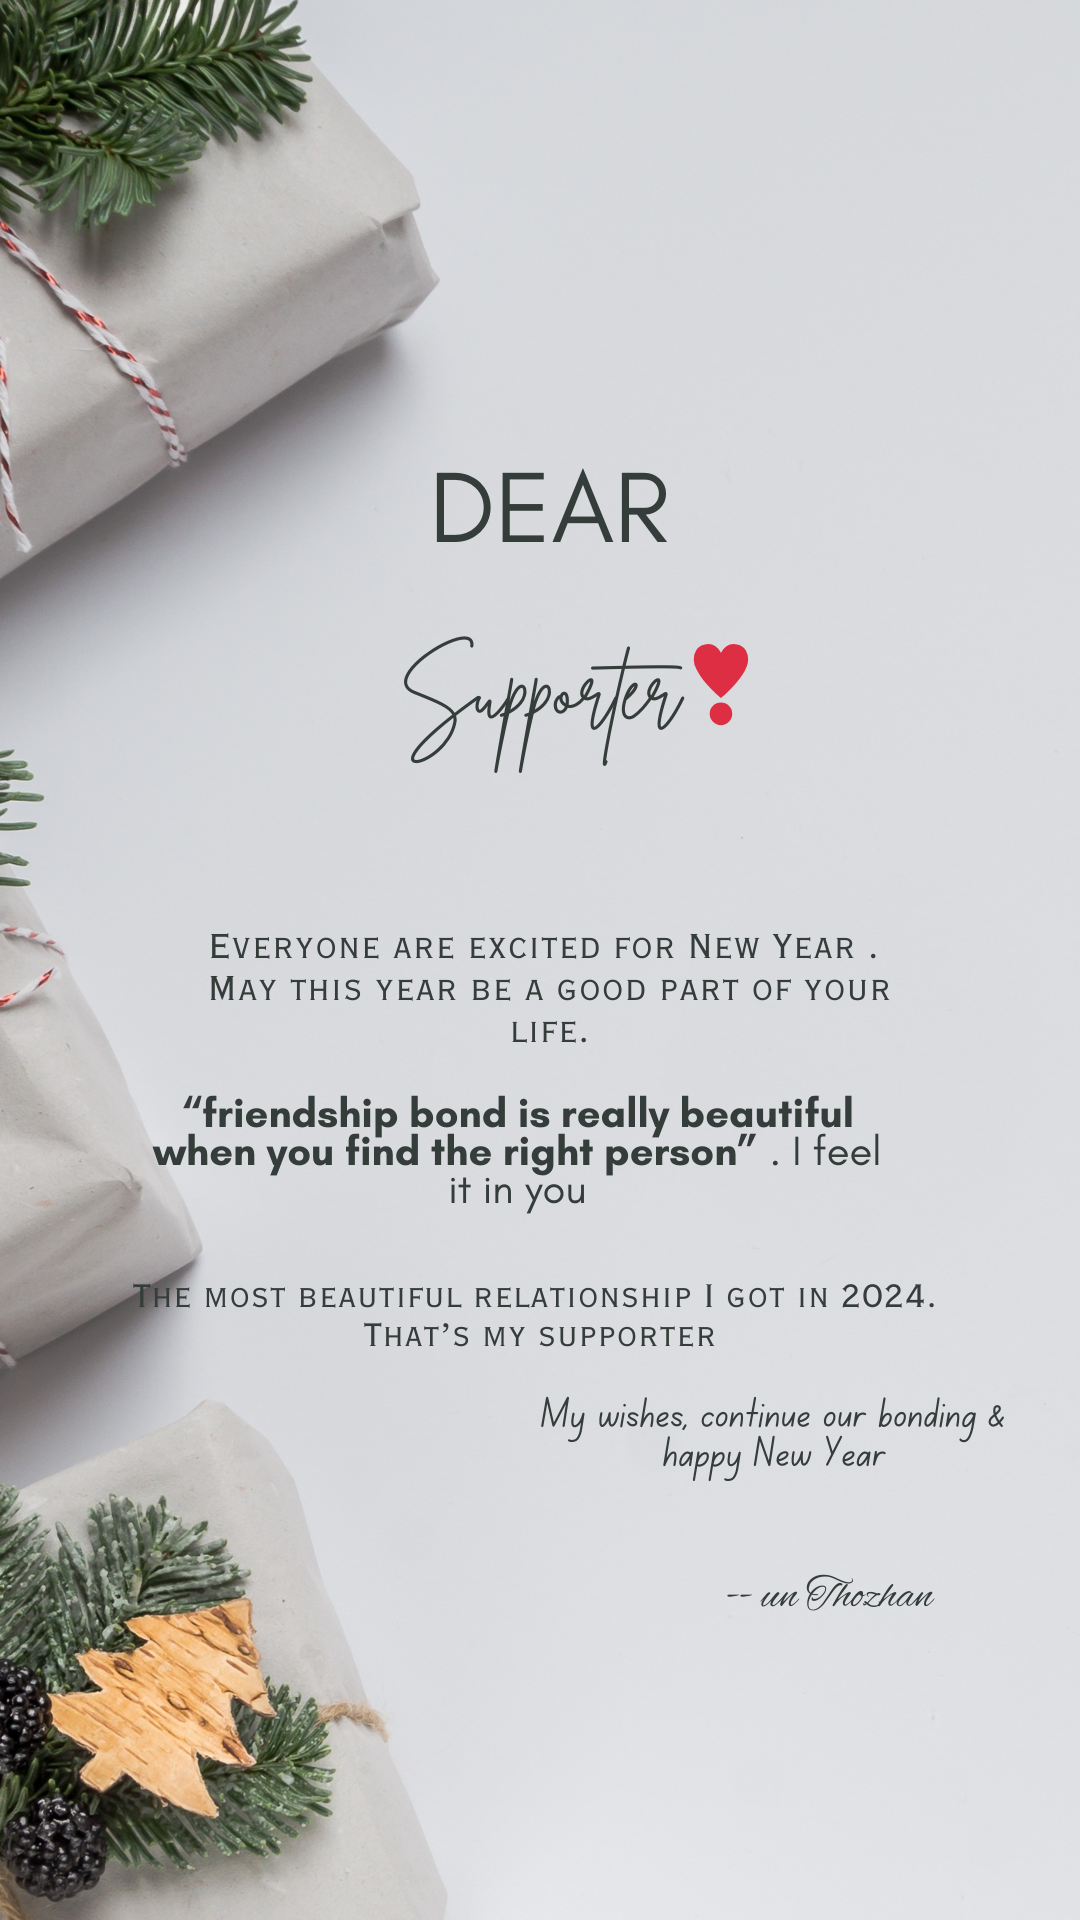 DEAR
Supporter❣
Everyone are excited for New Year .
May this year be a good part of your
life.
“friendship bond is really beautiful
when you find the right person” . I feel
it in you
The most beautiful relationship I got in 2024.
That’s my supporter
My wishes, continue our bonding &
happy New Year
-- un Thozhan